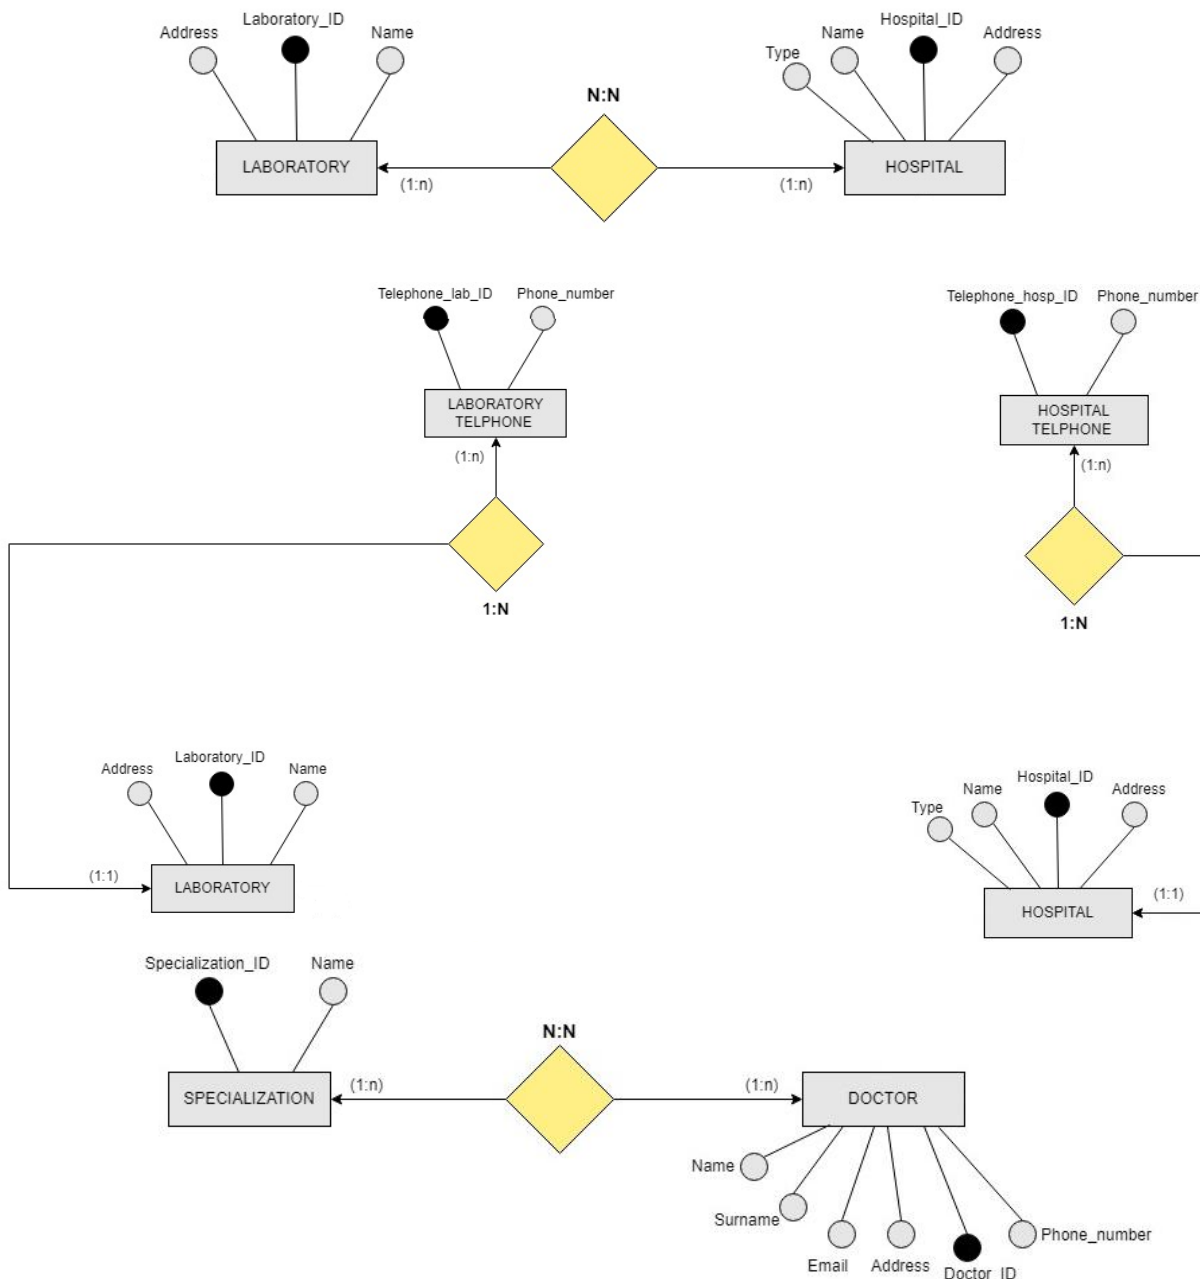 Laboratory_ID
Address
Name
LABORATORY
(1:n)
N:N
Hospital_ID
Type
Name
Address
HOSPITAL
(1:n)
Telephone_lab_ID
Phone_number
LABORATORY
TELPHONE
(1:n)
1:N
Telephone_hosp_ID
Phone_number
HOSPITAL
TELPHONE
(1:n)
1:N
Laboratory_ID
Address
Name
(1:1)
LABORATORY
Hospital_ID
Type
Name
Address
HOSPITAL
(1:1)
Specialization_ID
Name
SPECIALIZATION
(1:n)
N:N
(1:n)
DOCTOR
Name
Surname
Email
Address
Doctor_ID
Phone_number